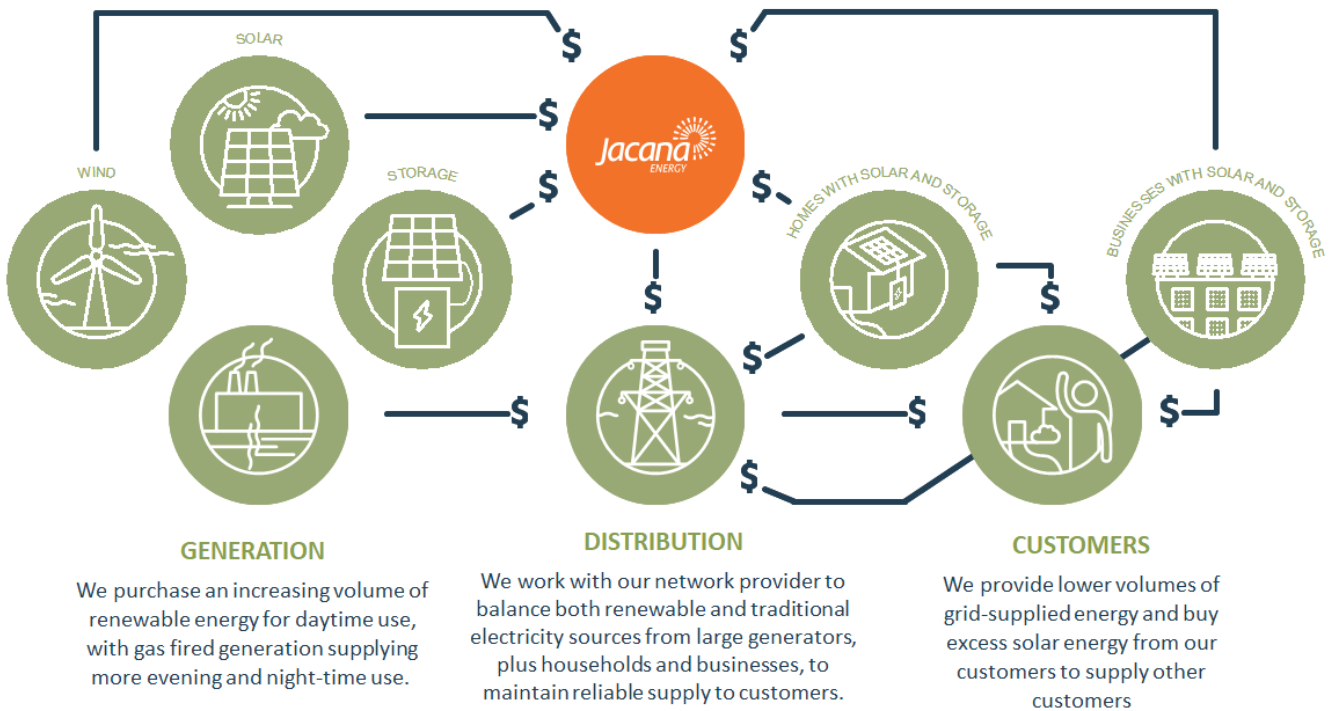 SOLAR
$
$
Jacana
ENERGY
$
WIND
STORAGE
$
$
HOMES WITH SOLAR AND STORAGE
BUSINESSES WITH SOLAR AND STORAGE
$
$
$
$
$
$
$
GENERATION
We purchase an increasing volume of
renewable energy for daytime use,
with gas fired generation supplying
more evening and night-time use.
DISTRIBUTION
We work with our network provider to
balance both renewable and traditional
electricity sources from large generators,
plus households and businesses, to
maintain reliable supply to customers.
CUSTOMERS
We provide lower volumes of
grid-supplied energy and buy
excess solar energy from our
customers to supply other
customers